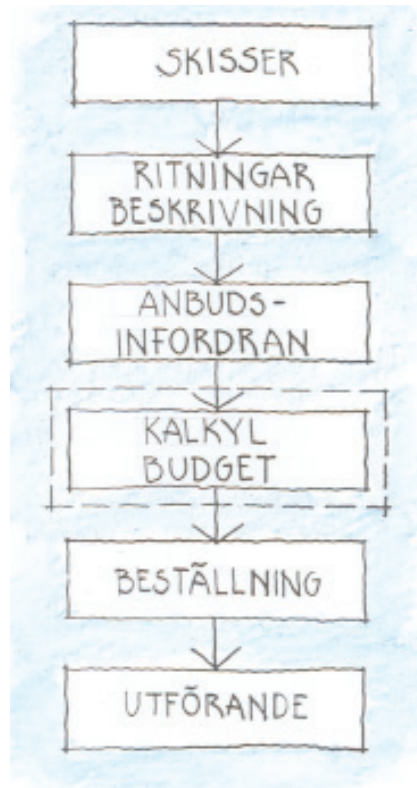 SKISSER
RITNINGAR
BESKRIVNING
ANBUDS-
INFORDRAN
KALKYL
BUDGET
BESTÄLLNING
UTFÖRANDE